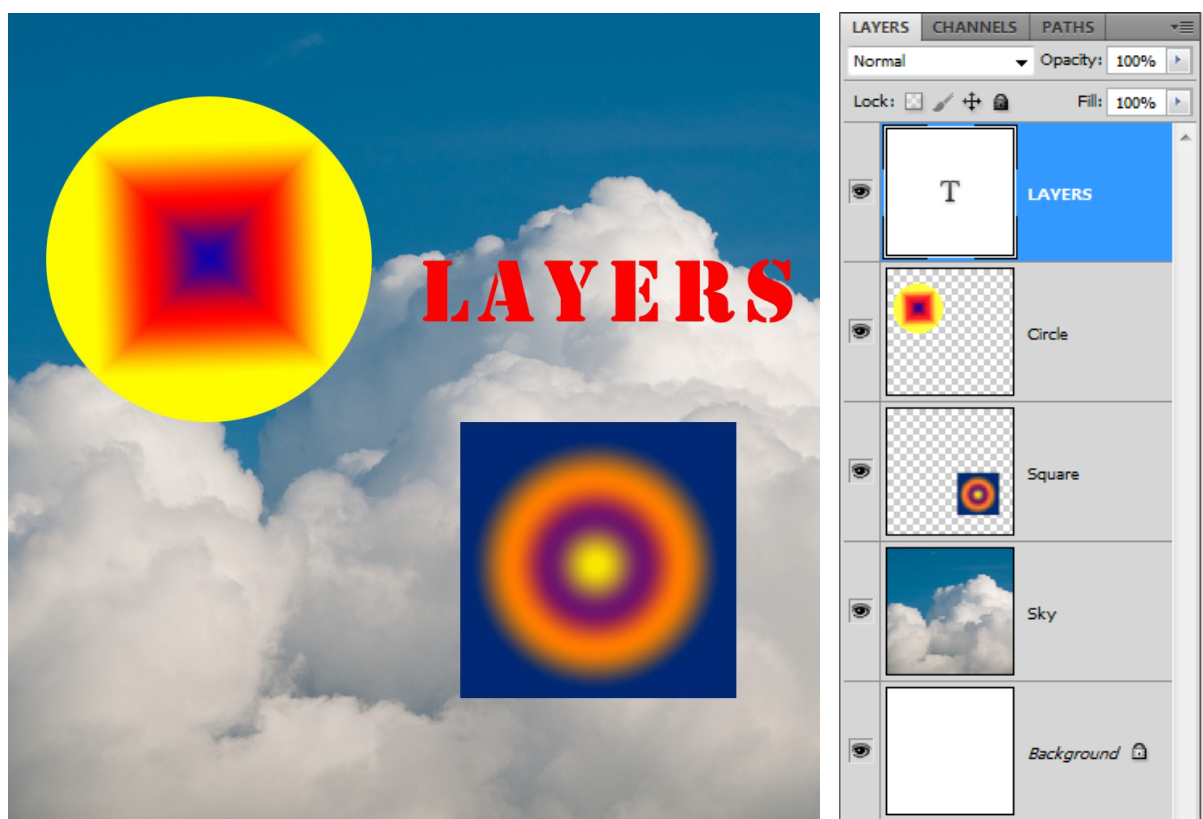 LAYERS
LAYERS CHANNELS PATHS
Normal Opacity: 100%
Lock: Fill: 100%
T LAYERS
Circle
Square
Sky
Background